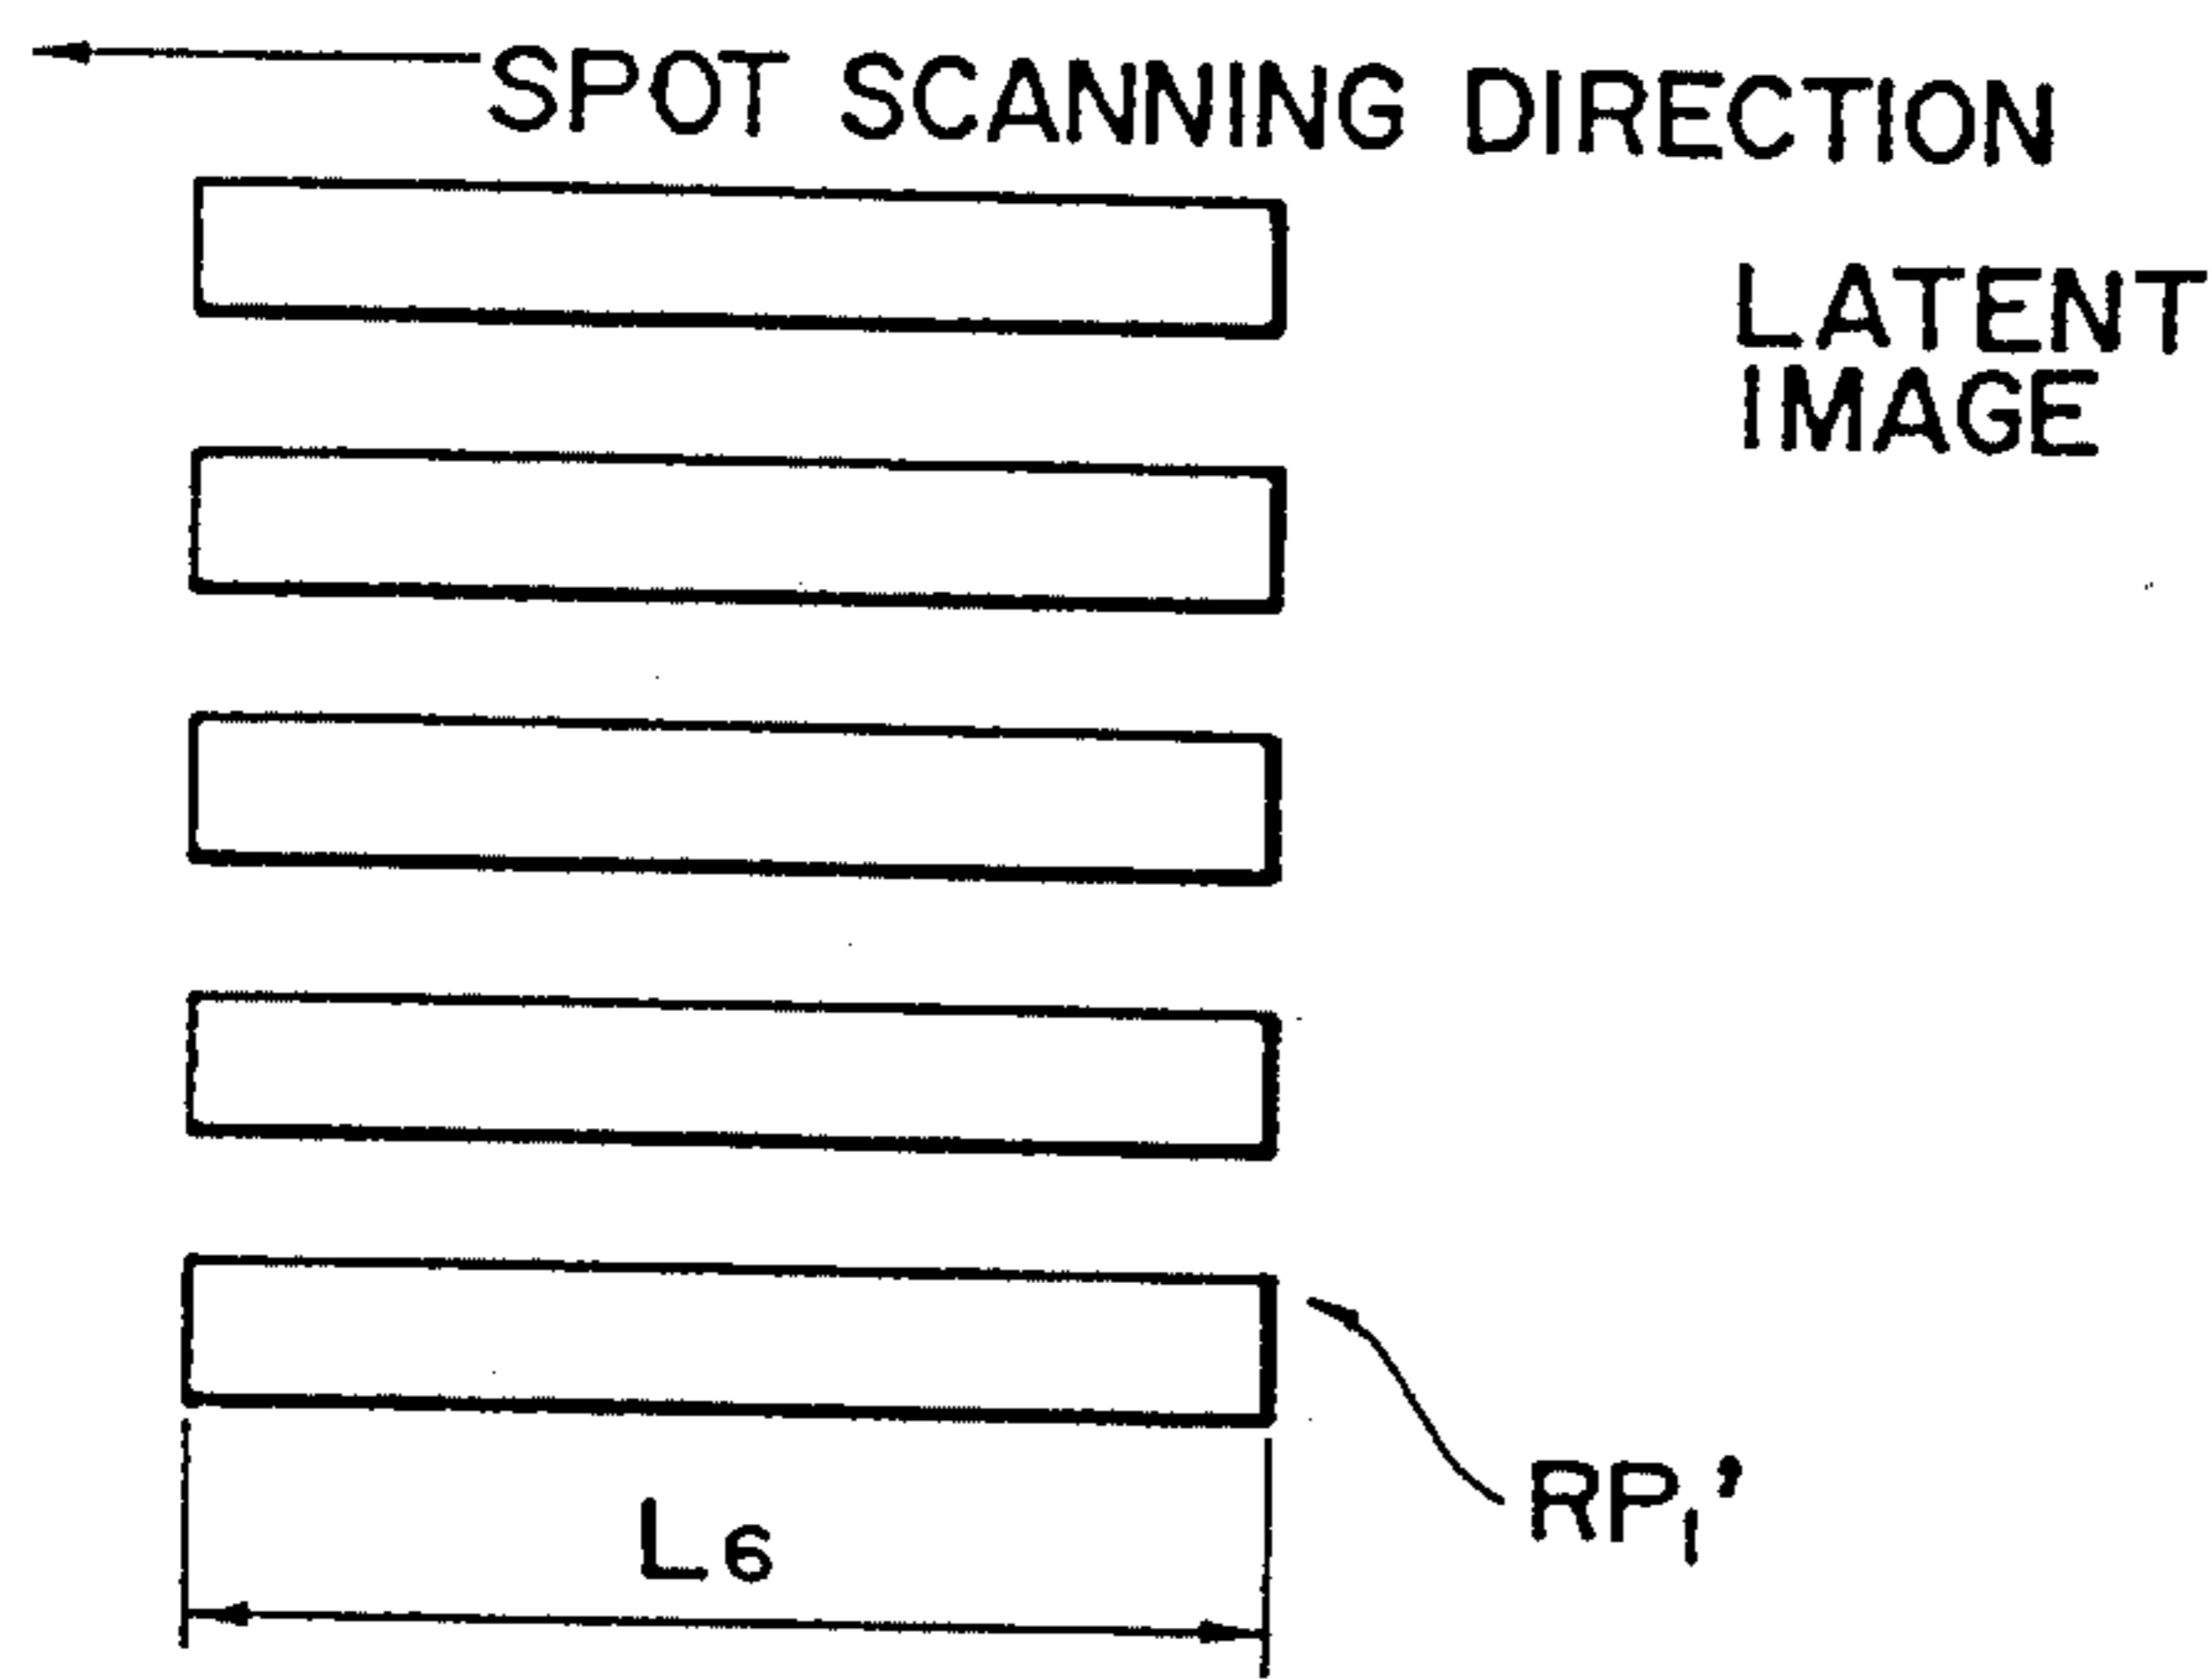 SPOT SCANNING DIRECTION
LATENT
IMAGE
RP₁'
L₆